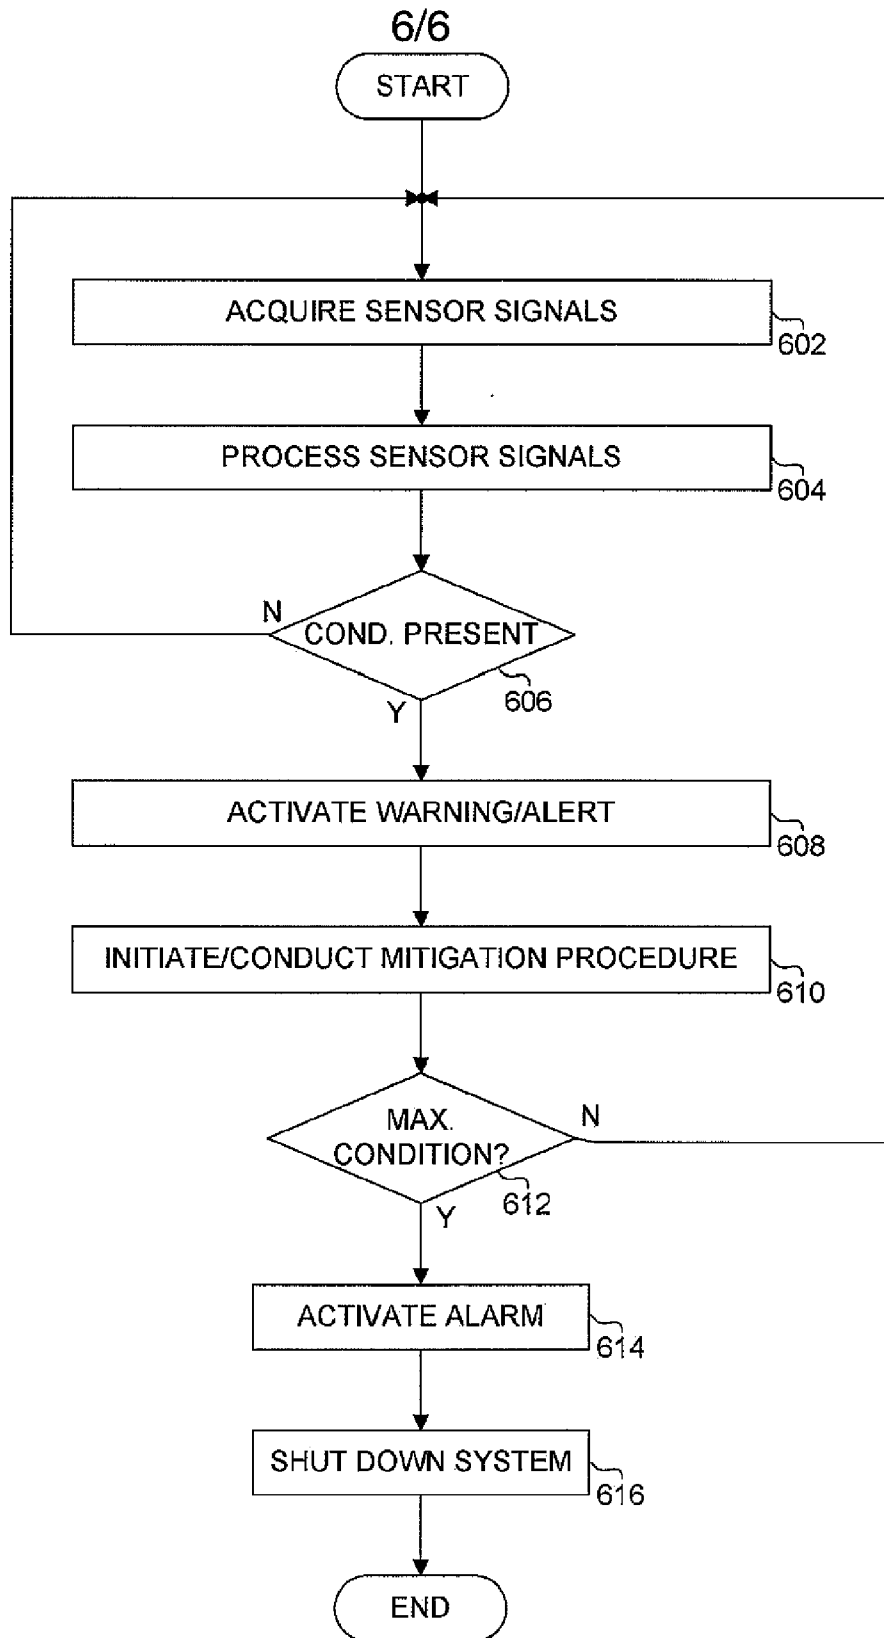 6/6
START
ACQUIRE SENSOR SIGNALS
602
PROCESS SENSOR SIGNALS
604
N
COND. PRESENT
606
Y
ACTIVATE WARNING/ALERT
608
INITIATE/CONDUCT MITIGATION PROCEDURE
610
MAX.
CONDITION?
N
612
Y
ACTIVATE ALARM
614
SHUT DOWN SYSTEM
616
END